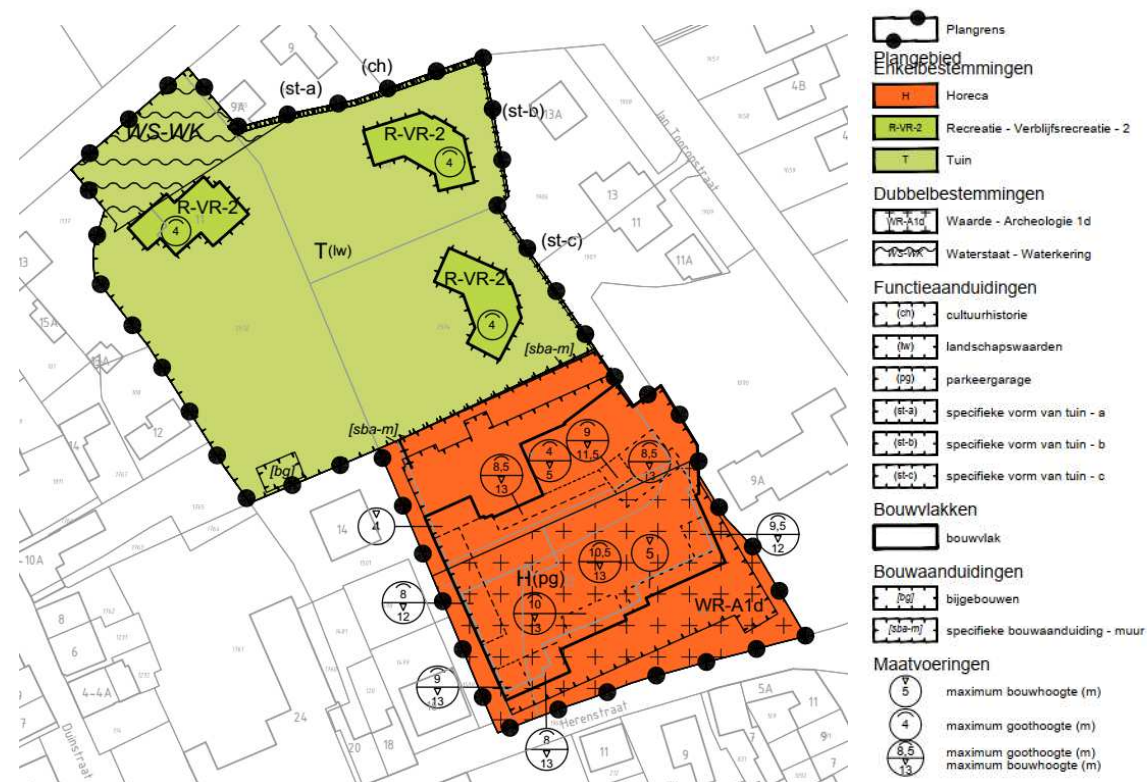 (ch)
(st-a)
(st-b)
(st-c)
WS-WK
R-VR-2
4
R-VR-2
4
R-VR-2
4
T(lw)
[sba-m]
[sba-m]
[bg]
H(pg)
WR-A1d
8,5
13
4
5
9
11,5
8,5
13
10,5
13
5
10
13
4
8
12
9
13
8
13
9,5
12
9
9A
13A
4B
Jan Tooropstraat
13
11
11A
9A
13
15A
13A
12
14
14
11
8
6
4-4A
24
20
18
11
9
7
5A
11
9
7
Duinstraat
Herenstraat
Plangrens
Plangebied
Enkelbestemmingen
H Horeca
R-VR-2 Recreatie - Verblijfsrecreatie - 2
T Tuin
Dubbelbestemmingen
WR-A1d Waarde - Archeologie 1d
WS-WK Waterstaat - Waterkering
Functieaanduidingen
(ch) cultuurhistorie
(lw) landschapswaarden
(pg) parkeergarage
(st-a) specifieke vorm van tuin - a
(st-b) specifieke vorm van tuin - b
(st-c) specifieke vorm van tuin - c
Bouwvlakken
bouwvlak
Bouwaanduidingen
[bg] bijgebouwen
[sba-m] specifieke bouwaanduiding - muur
Maatvoeringen
5 maximum bouwhoogte (m)
4 maximum goothoogte (m)
8,5 maximum goothoogte (m)
13 maximum bouwhoogte (m)